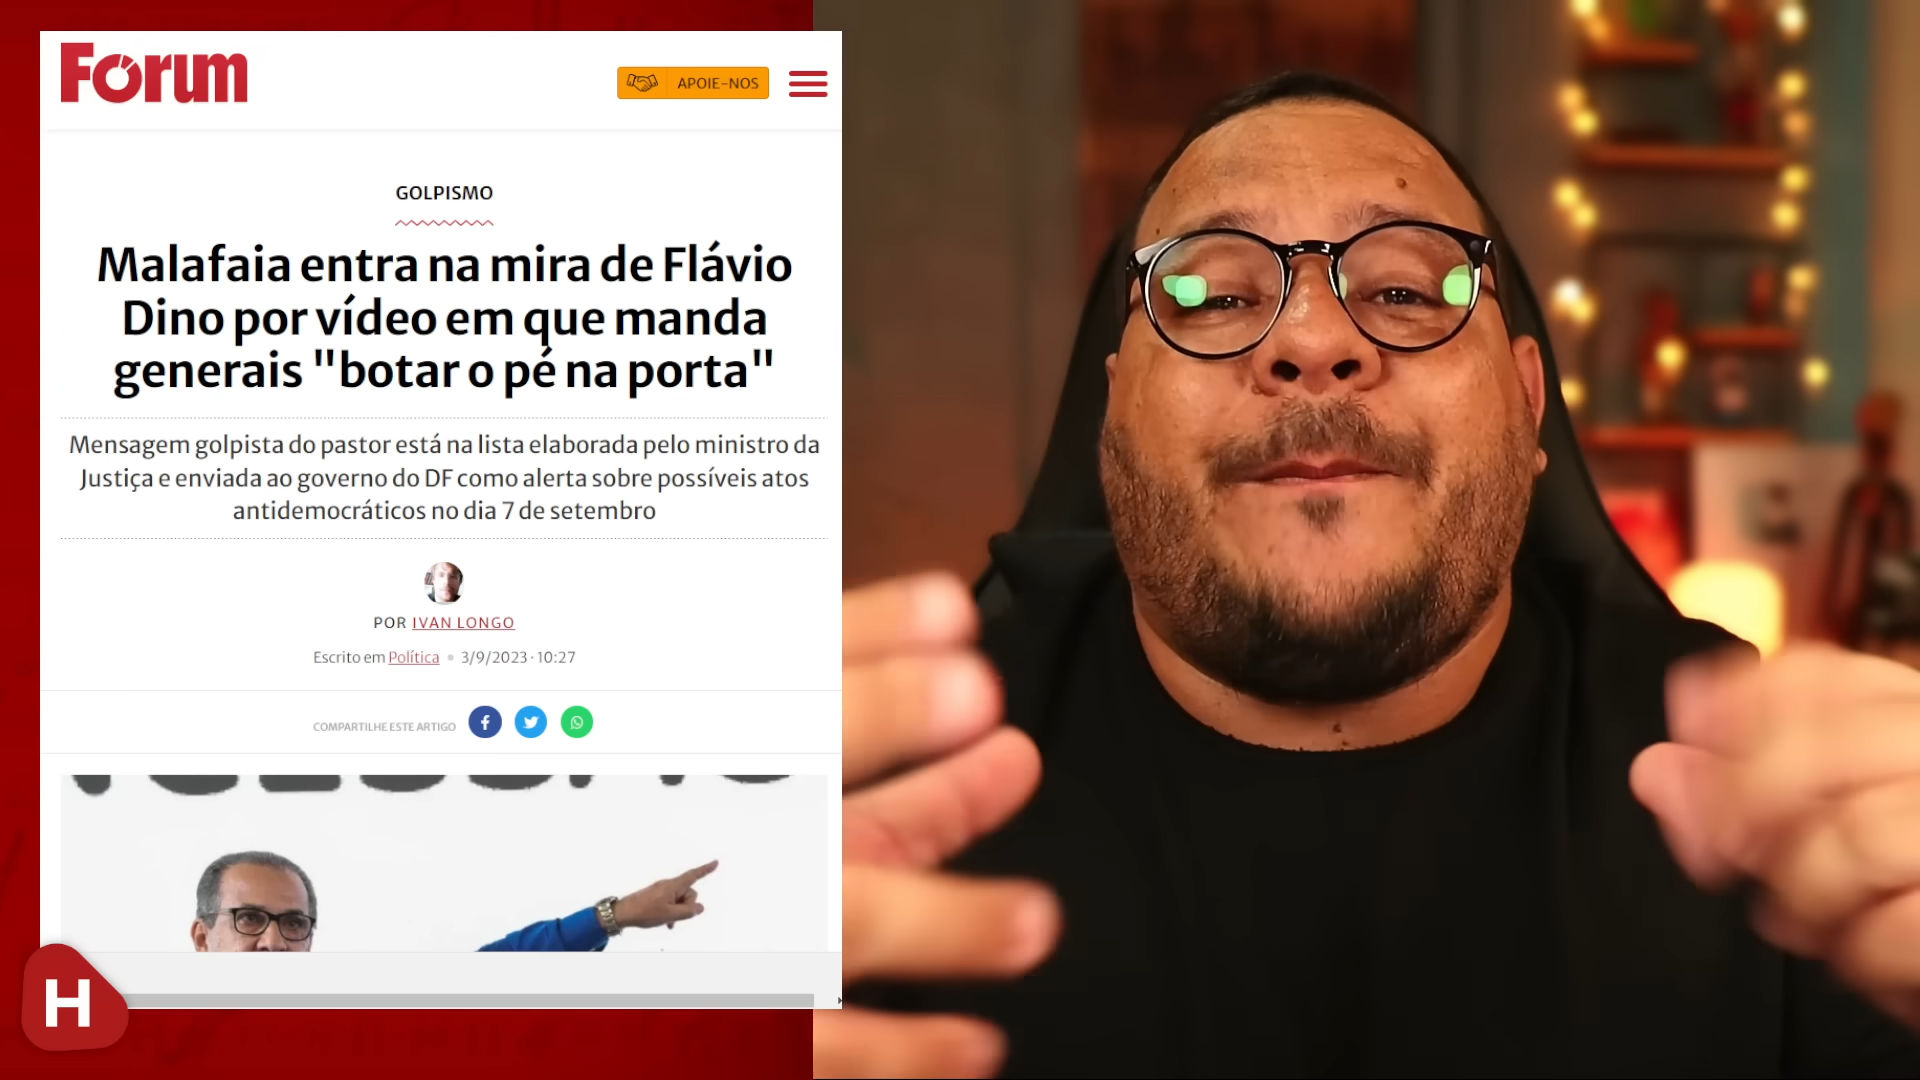 Forum
APOIE-NOS
GOLPISMO
Malafaia entra na mira de Flávio
Dino por vídeo em que manda
generais "botar o pé na porta"
Mensagem golpista do pastor está na lista elaborada pelo ministro da
Justiça e enviada ao governo do DF como alerta sobre possíveis atos
antidemocráticos no dia 7 de setembro
POR IVAN LONGO
Escrito em Política • 3/9/2023 · 10:27
COMPARTILHE ESTE ARTIGO
H